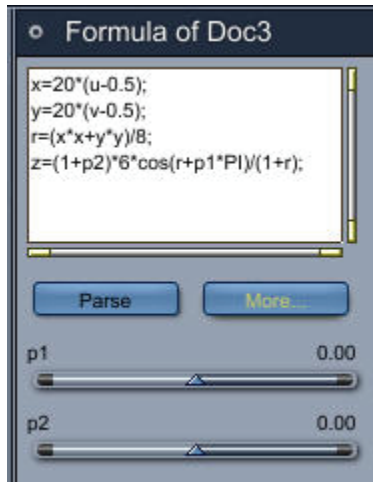 Formula of Doc3
x=20*(u-0.5);
y=20*(v-0.5);
r=(x*x+y*y)/8;
z=(1+p2)*6*cos(r+p1*PI)/(1+r);
Parse
More...
p1 0.00
p2 0.00